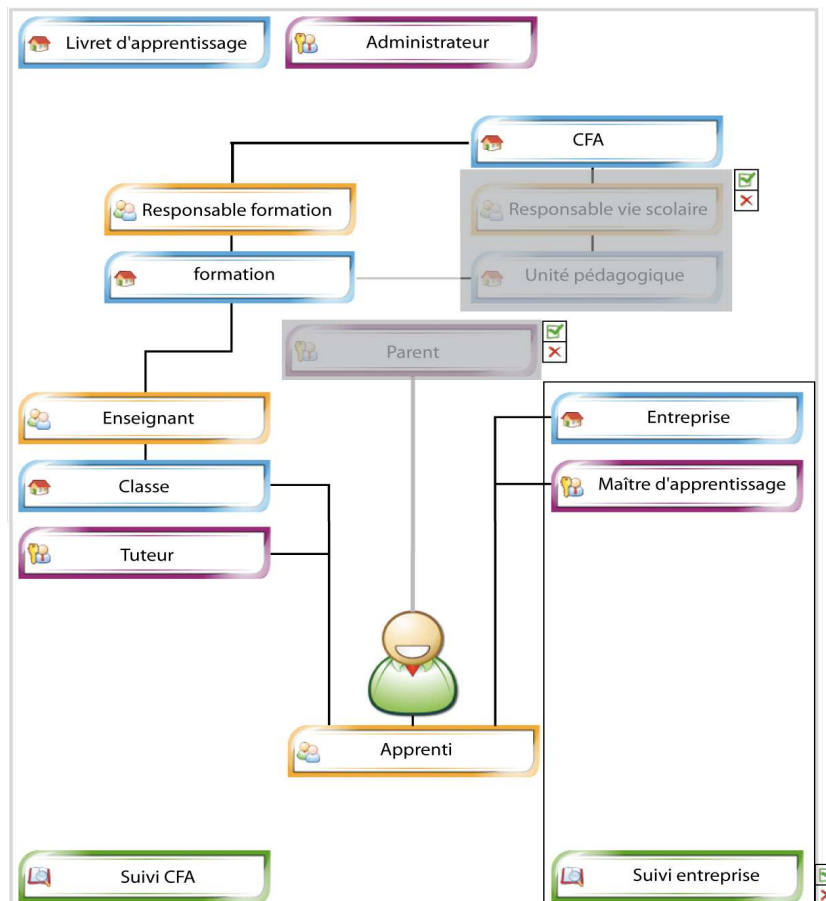 Livret d'apprentissage
Administrateur
CFA
Responsable formation
Responsable vie scolaire
formation
Unité pédagogique
Parent
Enseignant
Entreprise
Classe
Maître d'apprentissage
Tuteur
Apprenti
Suivi CFA
Suivi entreprise